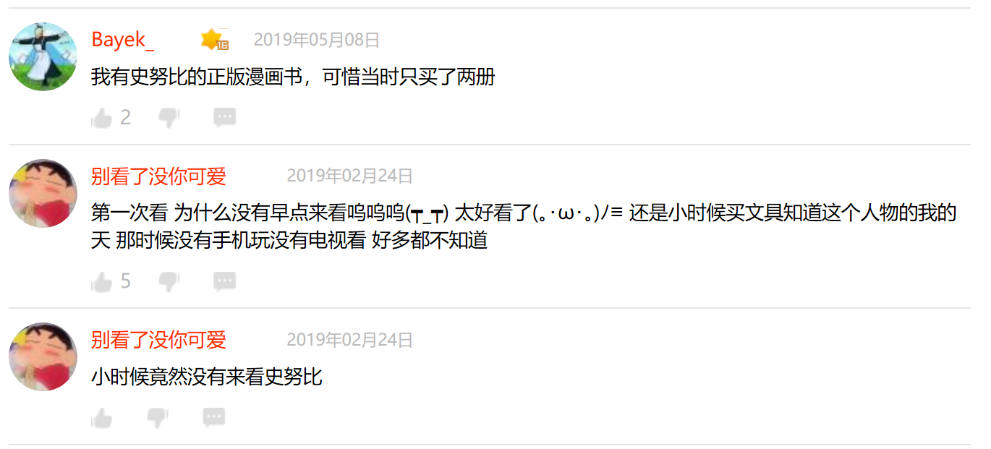 Bayek_ 16 2019年05月08日
我有史努比的正版漫画书，可惜当时只买了两册
2
别看了没你可爱 2019年02月24日
第一次看 为什么没有早点来看呜呜呜(┳_┳) 太好看了(｡･ω･｡)ﾉ≡ 还是小时候买文具知道这个人物的我的
天 那时候没有手机玩没有电视看 好多都不知道
5
别看了没你可爱 2019年02月24日
小时候竟然没有来看史努比